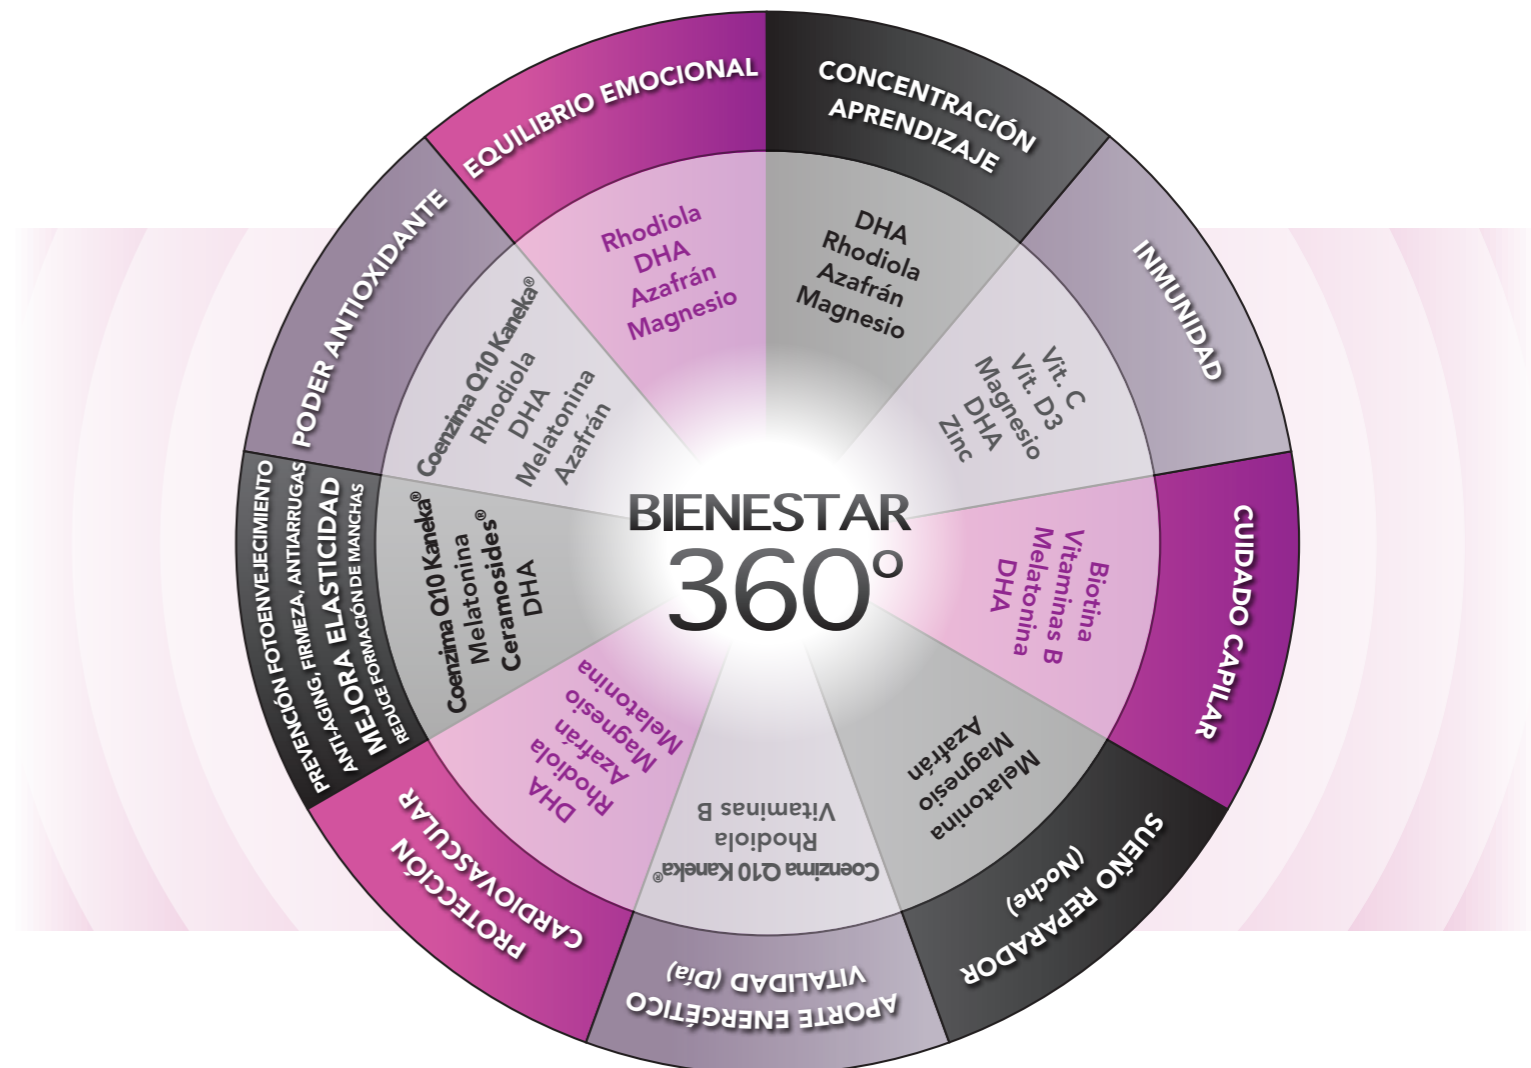 EQUILIBRIO EMOCIONAL
Rhodiola
DHA
Azafrán
Magnesio
CONCENTRACIÓN
APRENDIZAJE
DHA
Rhodiola
Azafrán
Magnesio
INMUNIDAD
Vit. C
Vit. D3
Magnesio
DHA
Zinc
CUIDADO CAPILAR
Biotina
Vitamininas B
Melatonina
DHA
SUEÑO REPARADOR
(Noche)
Melatonina
Magnesio
Azafrán
APORTE ENERGÉTICO
VITALIDAD (Día)
Coenzima Q10 Kaneka®
Rhodiola
Vitaminas B
PROTECCIÓN
CARDIOVASCULAR
DHA
Rhodiola
Azafrán
Magnesio
Melatonina
PREVENCIÓN FOTOENVEJECIMIENTO
ANTI-AGING, FIRMEZA, ANTIARRUGAS
MEJORA ELASTICIDAD
REDUCE FORMACIÓN DE MANCHAS
Coenzima Q10 Kaneka®
Melatonina
Ceramosides®
DHA
PODER ANTIOXIDANTE
Coenzima Q10 Kaneka®
Rhodiola
DHA
Melatonina
Azafrán
BIENESTAR
360º